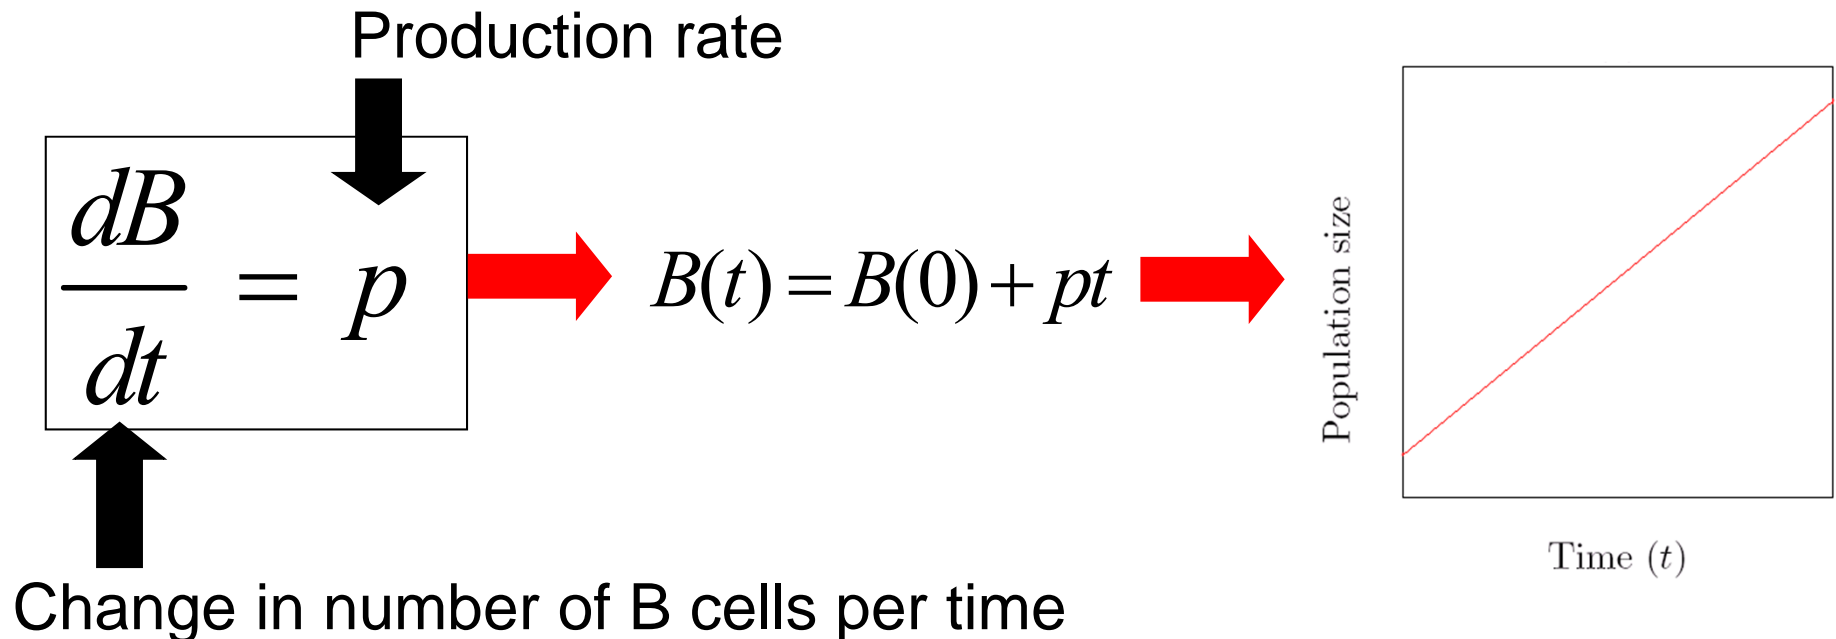 Production rate
dB/dt = p
B(t) = B(0) + pt
Population size
Time (t)
Change in number of B cells per time